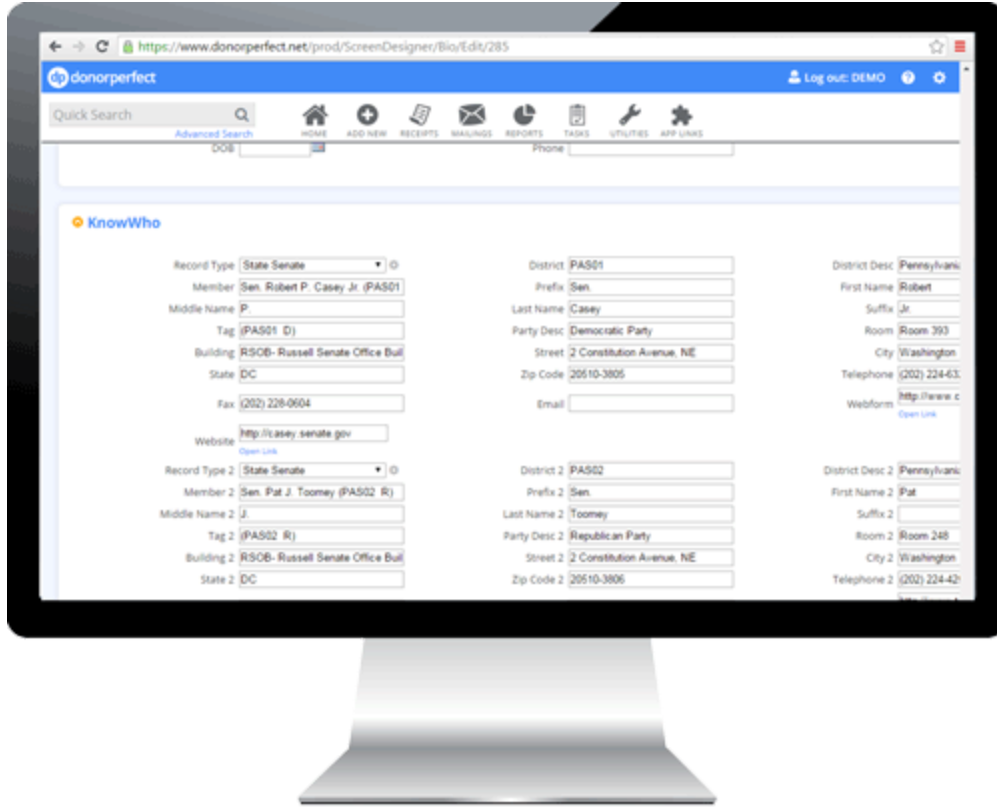 https://www.donorperfect.net/prod/ScreenDesigner/Bio/Edit/285
dp donorperfect Log out: DEMO ?
Quick Search
Advanced Search HOME ADD NEW RECEIPTS MAILINGS REPORTS TASKS UTILITIES APP LINKS
DOB Phone
KnowWho
Record Type State Senate District PAS01 District Desc Pennsylvani
Member Sen. Robert P. Casey Jr. (PAS01 Prefix Sen. First Name Robert
Middle Name P. Last Name Casey Suffix Jr.
Tag (PAS01 D) Party Desc Democratic Party Room Room 393
Building RSOB- Russell Senate Office Buil Street 2 Constitution Avenue, NE City Washington
State DC Zip Code 20510-3805 Telephone (202) 224-63
Fax (202) 228-0604 Email Webform http://www.c
Open Link
Website http://casey.senate.gov
Open Link
Record Type 2 State Senate District 2 PAS02 District Desc 2 Pennsylvani
Member 2 Sen. Pat J. Toomey (PAS02 R) Prefix 2 Sen. First Name 2 Pat
Middle Name 2 J. Last Name 2 Toomey Suffix 2
Tag 2 (PAS02 R) Party Desc 2 Republican Party Room 2 Room 248
Building 2 RSOB- Russell Senate Office Buil Street 2 2 Constitution Avenue, NE City 2 Washington
State 2 DC Zip Code 2 20510-3806 Telephone 2 (202) 224-42